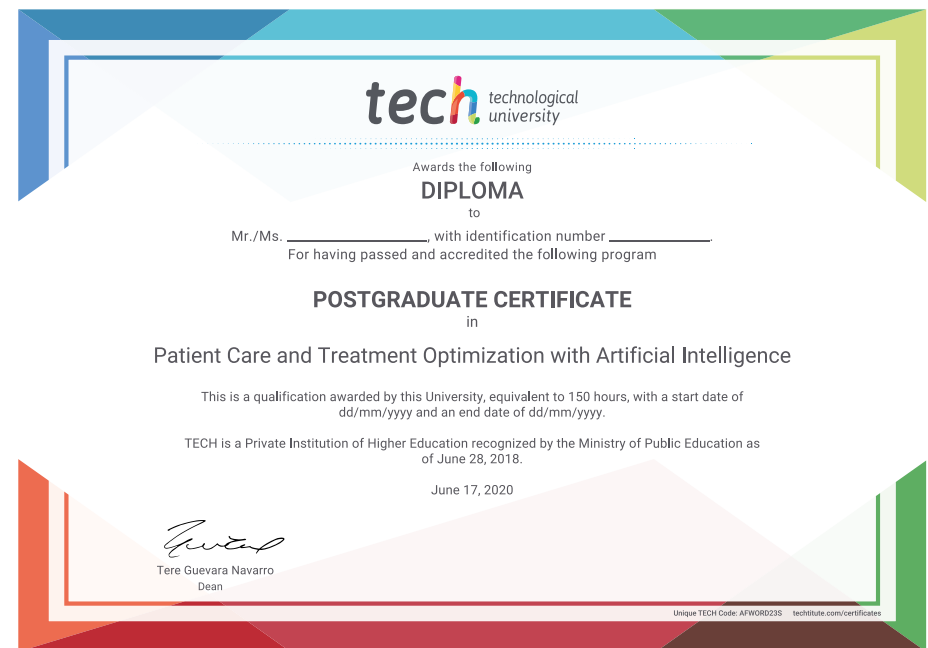 tech technological
university
Awards the following
DIPLOMA
to
Mr./Ms. ____________, with identification number ____________.
For having passed and accredited the following program
POSTGRADUATE CERTIFICATE
in
Patient Care and Treatment Optimization with Artificial Intelligence
This is a qualification awarded by this University, equivalent to 150 hours, with a start date of
dd/mm/yyyy and an end date of dd/mm/yyyy.
TECH is a Private Institution of Higher Education recognized by the Ministry of Public Education as
of June 28, 2018.
June 17, 2020
Tere Guevara Navarro
Dean
Unique TECH Code: AFWORD23S techtitute.com/certificates